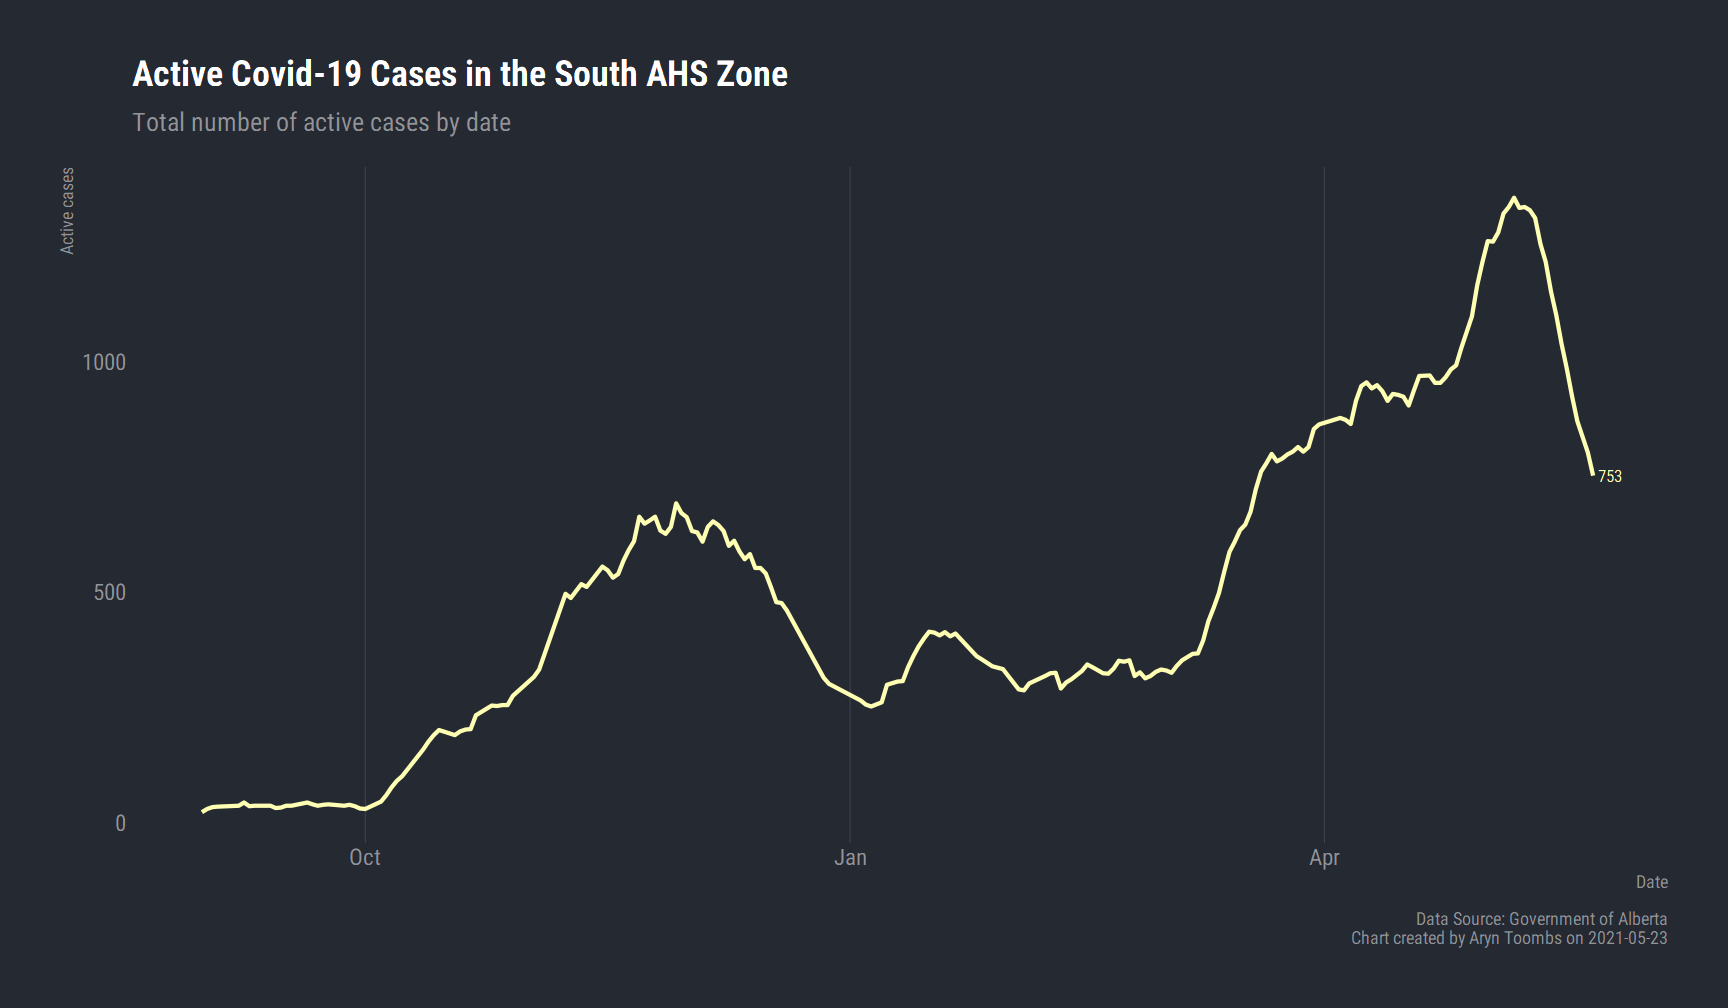 Active Covid-19 Cases in the South AHS Zone
Total number of active cases by date
Active cases
1000
500
0
753
Oct
Jan
Apr
Date
Data Source: Government of Alberta
Chart created by Aryn Toombs on 2021-05-23